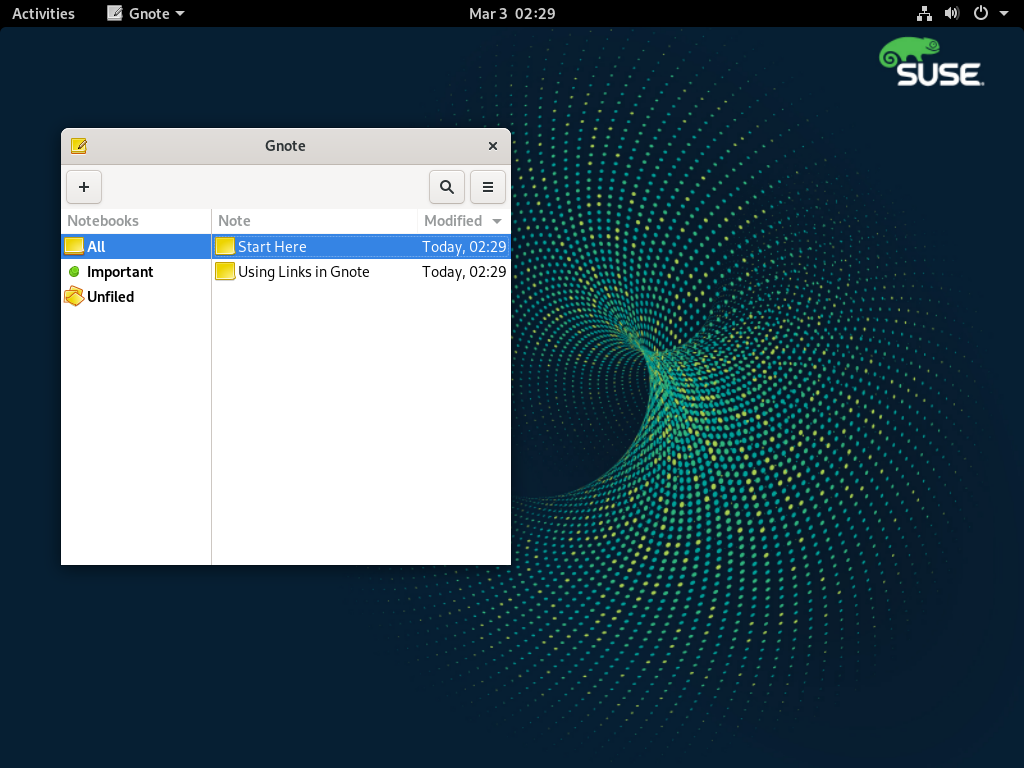 Activities Gnote Mar 3 02:29
SUSE
Gnote
Notebooks Note Modified
All Start Here Today, 02:29
Important Using Links in Gnote Today, 02:29
Unfiled